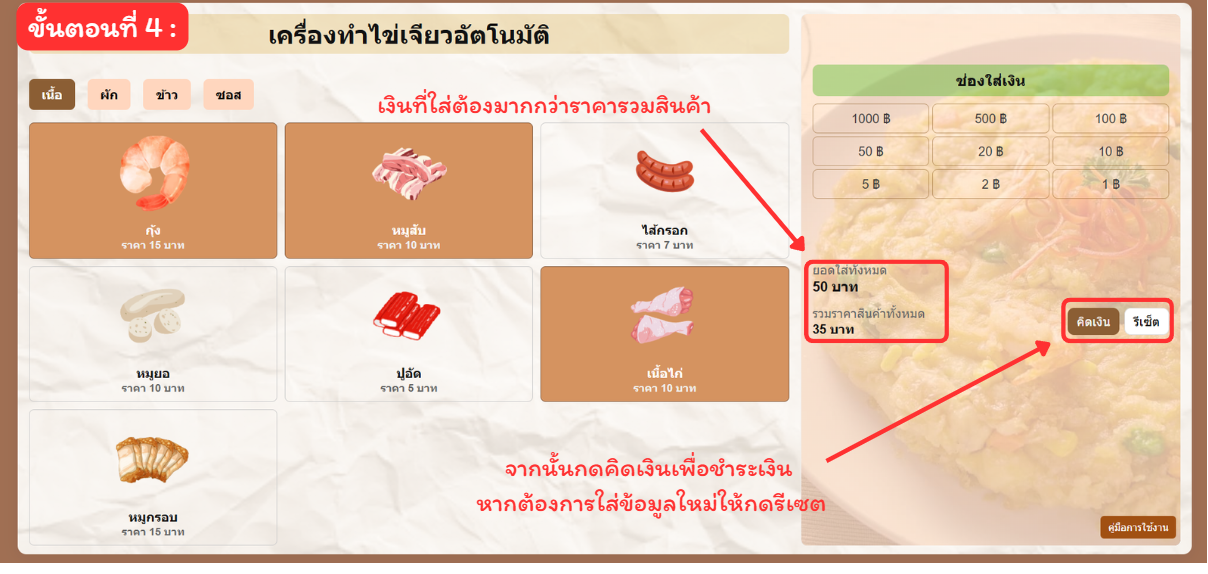 ขั้นตอนที่ 4 :
เครื่องทำไข่เจียวอัตโนมัติ
เนื้อ
ผัก
ข้าว
ซอส
เงินที่ใส่ต้องมากกว่าราคารวมสินค้า
กุ้ง
ราคา 15 บาท
หมูสับ
ราคา 10 บาท
ไส้กรอก
ราคา 7 บาท
หมูยอ
ราคา 10 บาท
ปูอัด
ราคา 5 บาท
เนื้อไก่
ราคา 10 บาท
หมูกรอบ
ราคา 15 บาท
ช่องใส่เงิน
1000 ฿
500 ฿
100 ฿
50 ฿
20 ฿
10 ฿
5 ฿
2 ฿
1 ฿
ยอดใส่ทั้งหมด
50 บาท
รวมราคาสินค้าทั้งหมด
35 บาท
คิดเงิน
รีเซ็ต
จากนั้นกดคิดเงินเพื่อชำระเงิน
หากต้องการใส่ข้อมูลใหม่ให้กดรีเซต
คู่มือการใช้งาน